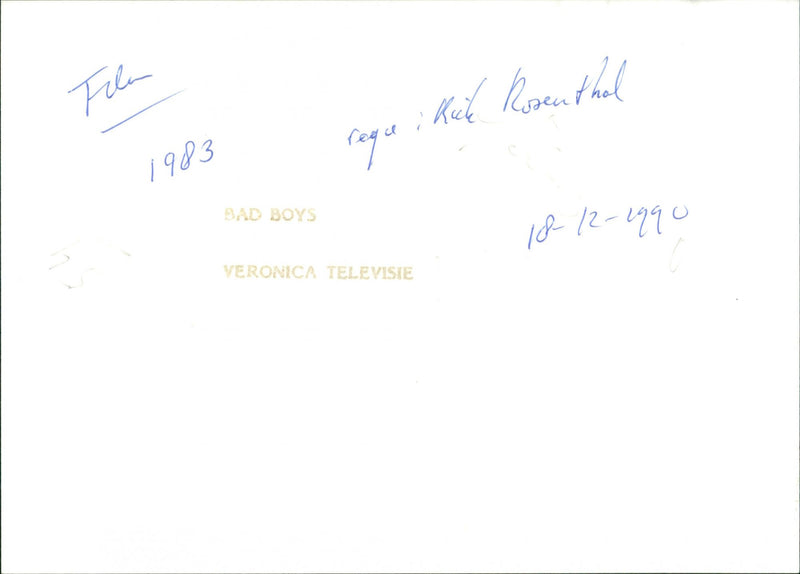 Film
regie: Rick Rosenthal
1983
BAD BOYS
18-12-1990
VERONICA TELEVISIE